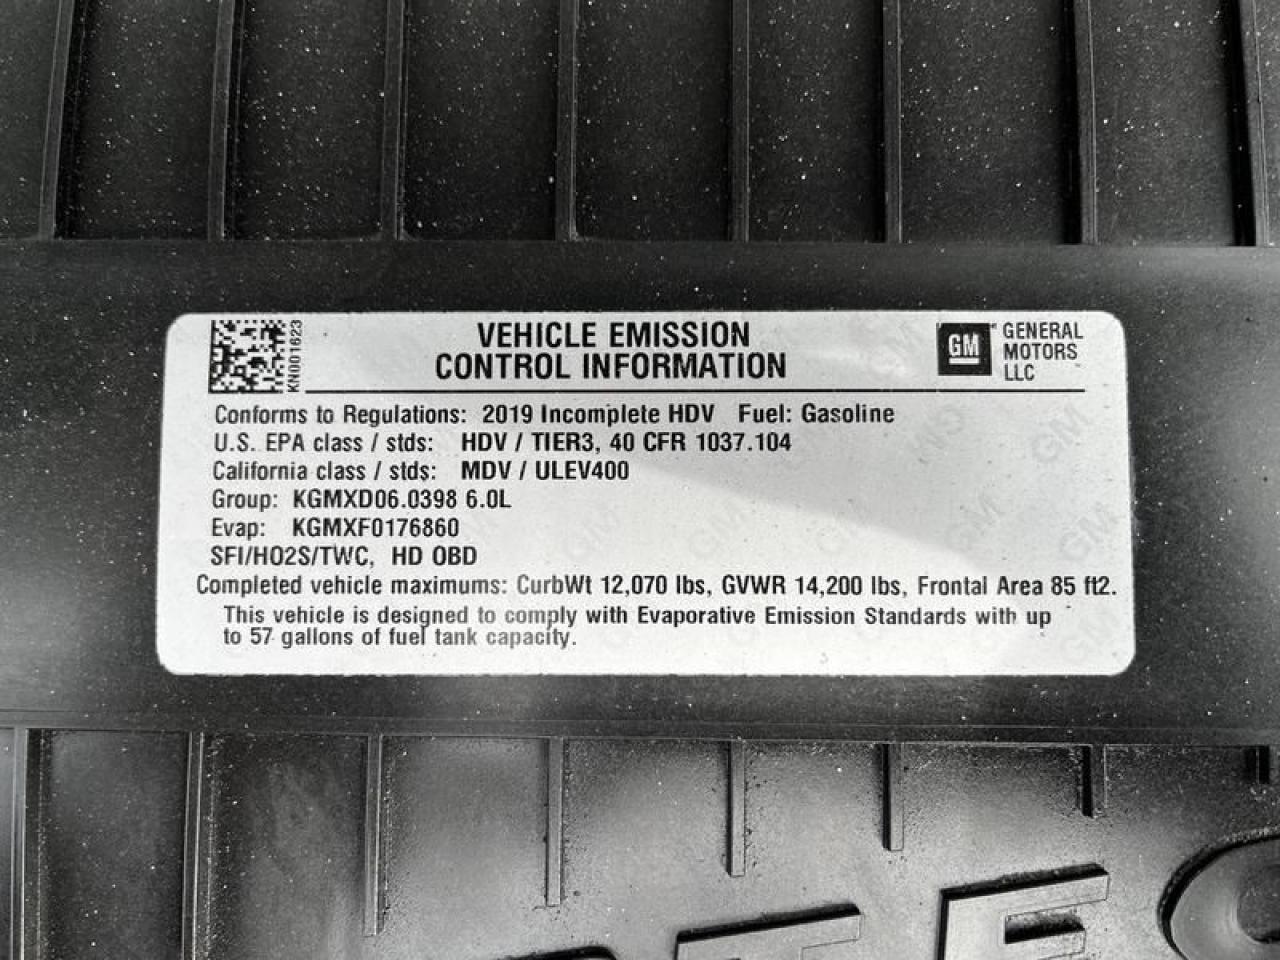 KN001623
VEHICLE EMISSION
CONTROL INFORMATION
GM
GENERAL
MOTORS
LLC
Conforms to Regulations: 2019 Incomplete HDV Fuel: Gasoline
U.S. EPA class / stds: HDV / TIER3, 40 CFR 1037.104
California class / stds: MDV / ULEV400
Group: KGMXD06.0398 6.0L
Evap: KGMXF0176860
SFI/HO2S/TWC, HD OBD
Completed vehicle maximums: CurbWt 12,070 lbs, GVWR 14,200 lbs, Frontal Area 85 ft2.
This vehicle is designed to comply with Evaporative Emission Standards with up
to 57 gallons of fuel tank capacity.